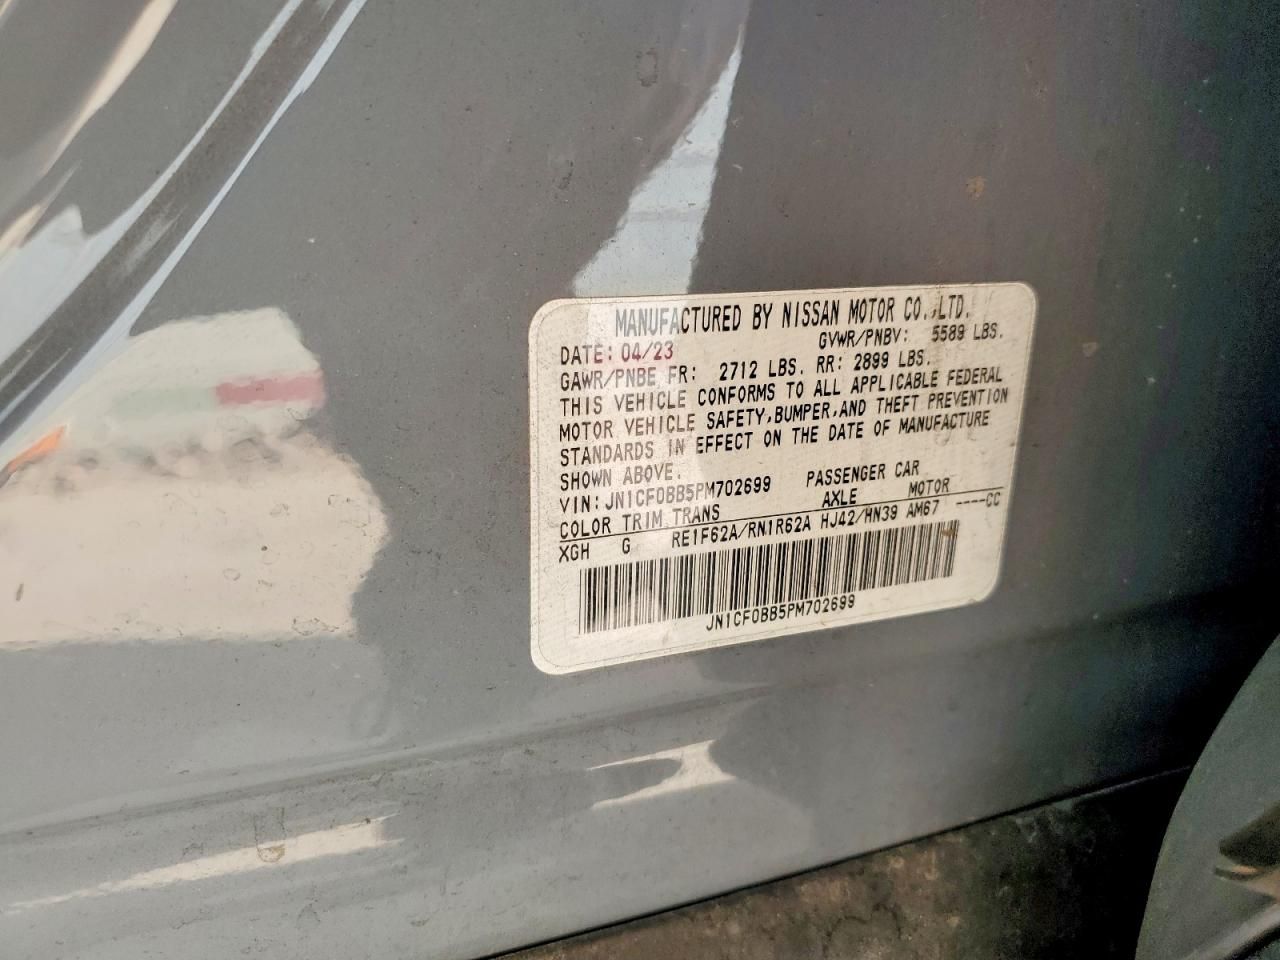 MANUFACTURED BY NISSAN MOTOR CO.,LTD.
DATE: 04/23 GVWR/PNBV: 5589 LBS.
GAWR/PNBE FR: 2712 LBS. RR: 2899 LBS.
THIS VEHICLE CONFORMS TO ALL APPLICABLE FEDERAL
MOTOR VEHICLE SAFETY,BUMPER,AND THEFT PREVENTION
STANDARDS IN EFFECT ON THE DATE OF MANUFACTURE
SHOWN ABOVE.
VIN:JN1CF0BB5PM702699 PASSENGER CAR
COLOR TRIM TRANS AXLE MOTOR
XGH G RE1F62A/RN1R62A HJ42/HN39 AM67 ----CC
JN1CF0BB5PM702699